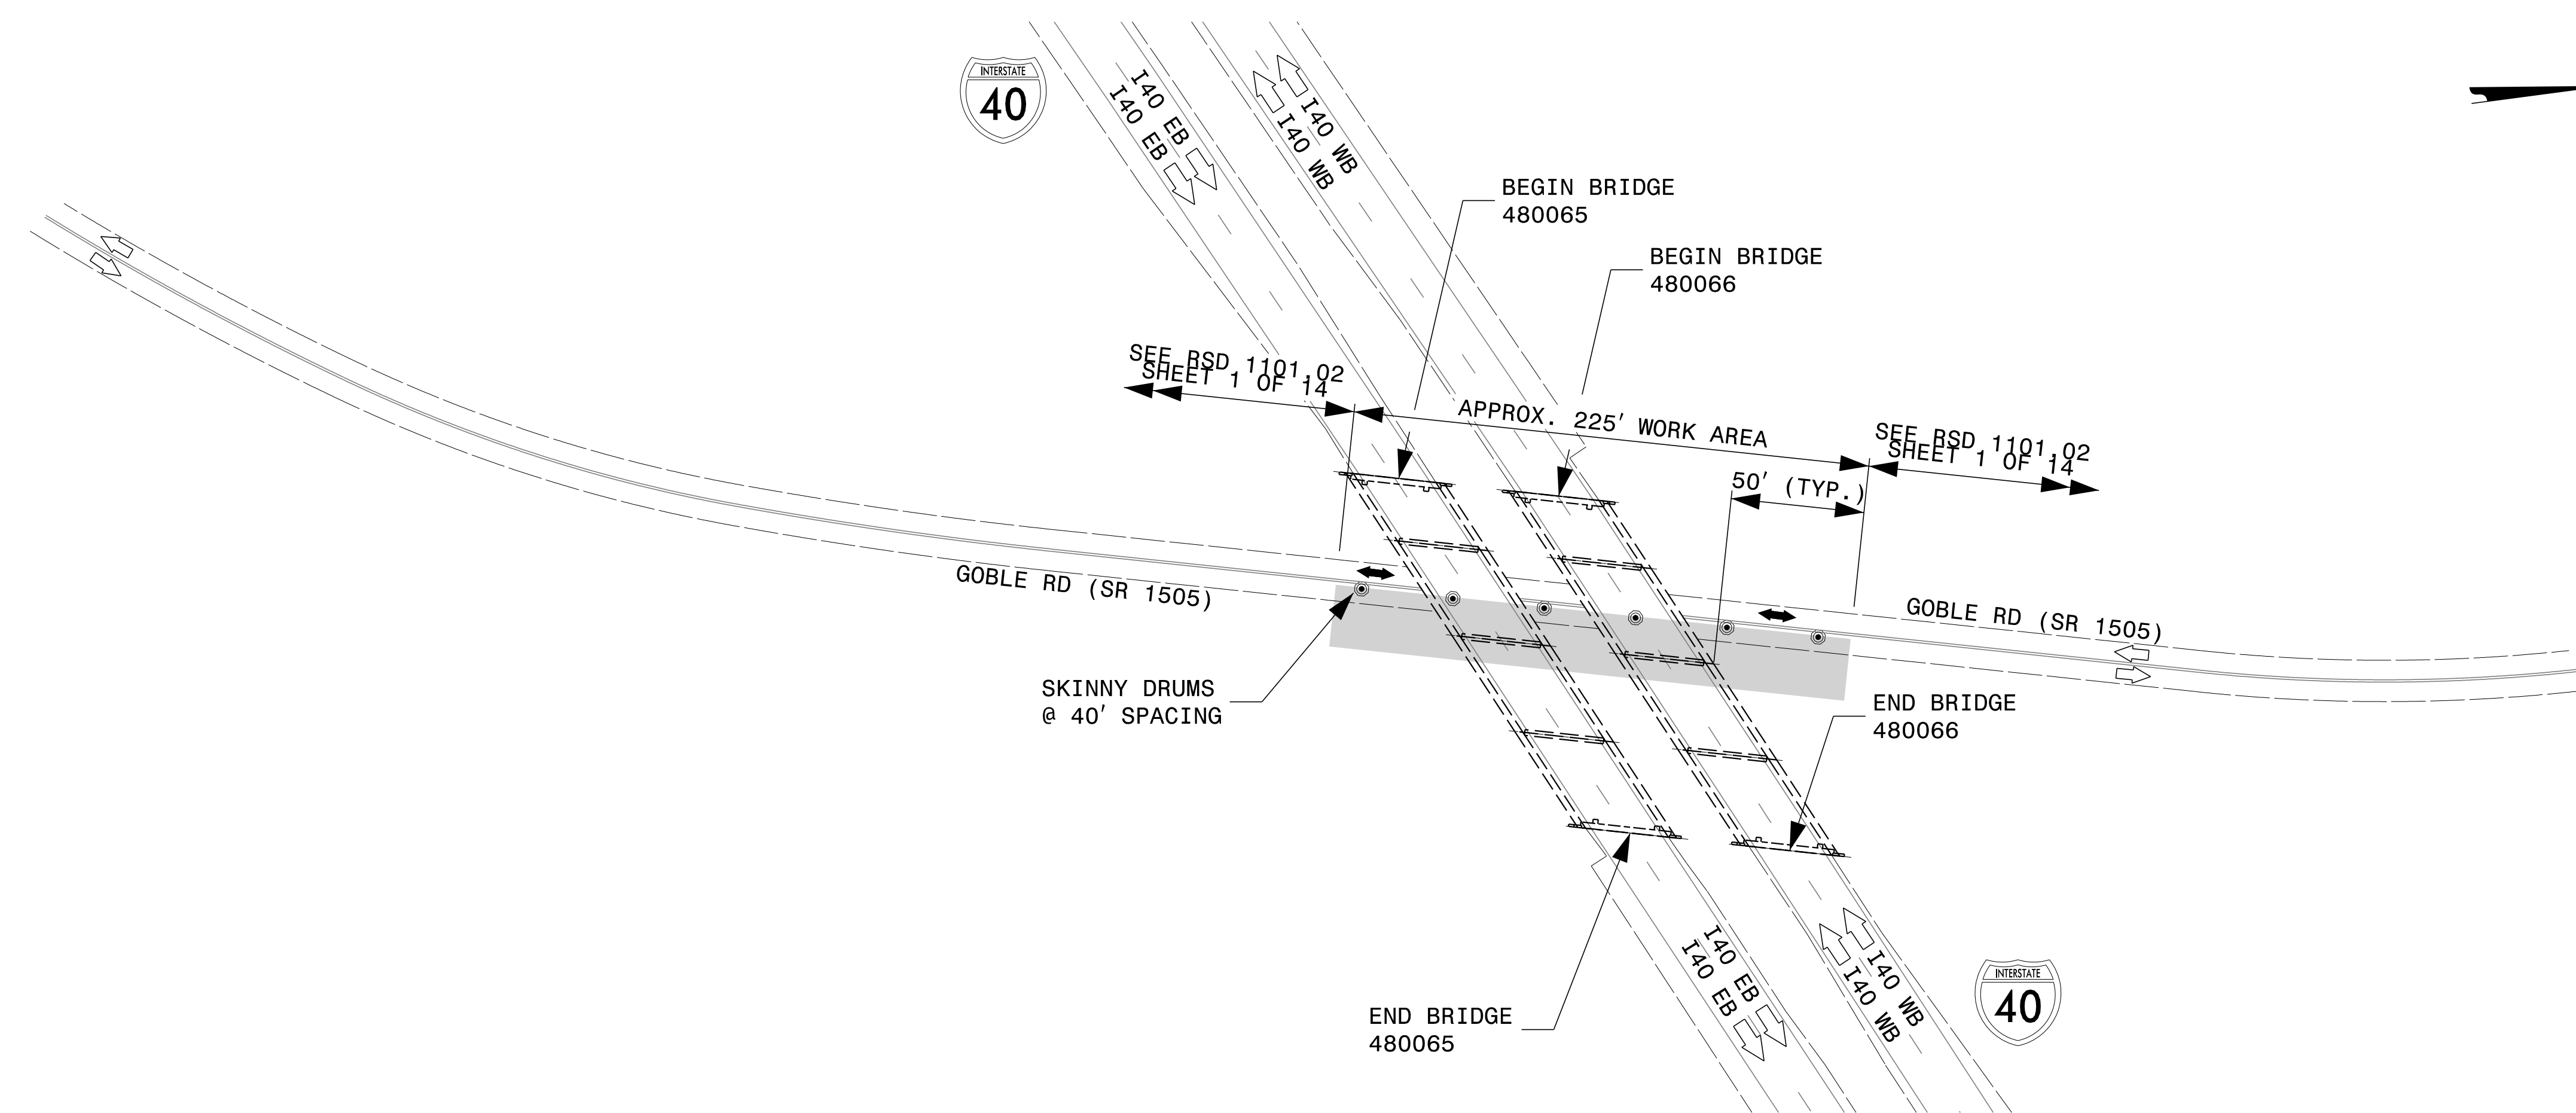 INTERSTATE
40
I40 EB
I40 EB
I40 WB
I40 WB
BEGIN BRIDGE
480065
BEGIN BRIDGE
480066
SEE RSD 1101.02
SHEET 1 OF 14
APPROX. 225' WORK AREA
SEE RSD 1101.02
SHEET 1 OF 14
50' (TYP.)
GOBLE RD (SR 1505)
GOBLE RD (SR 1505)
SKINNY DRUMS
@ 40' SPACING
END BRIDGE
480066
END BRIDGE
480065
I40 EB
I40 EB
I40 WB
I40 WB
INTERSTATE
40